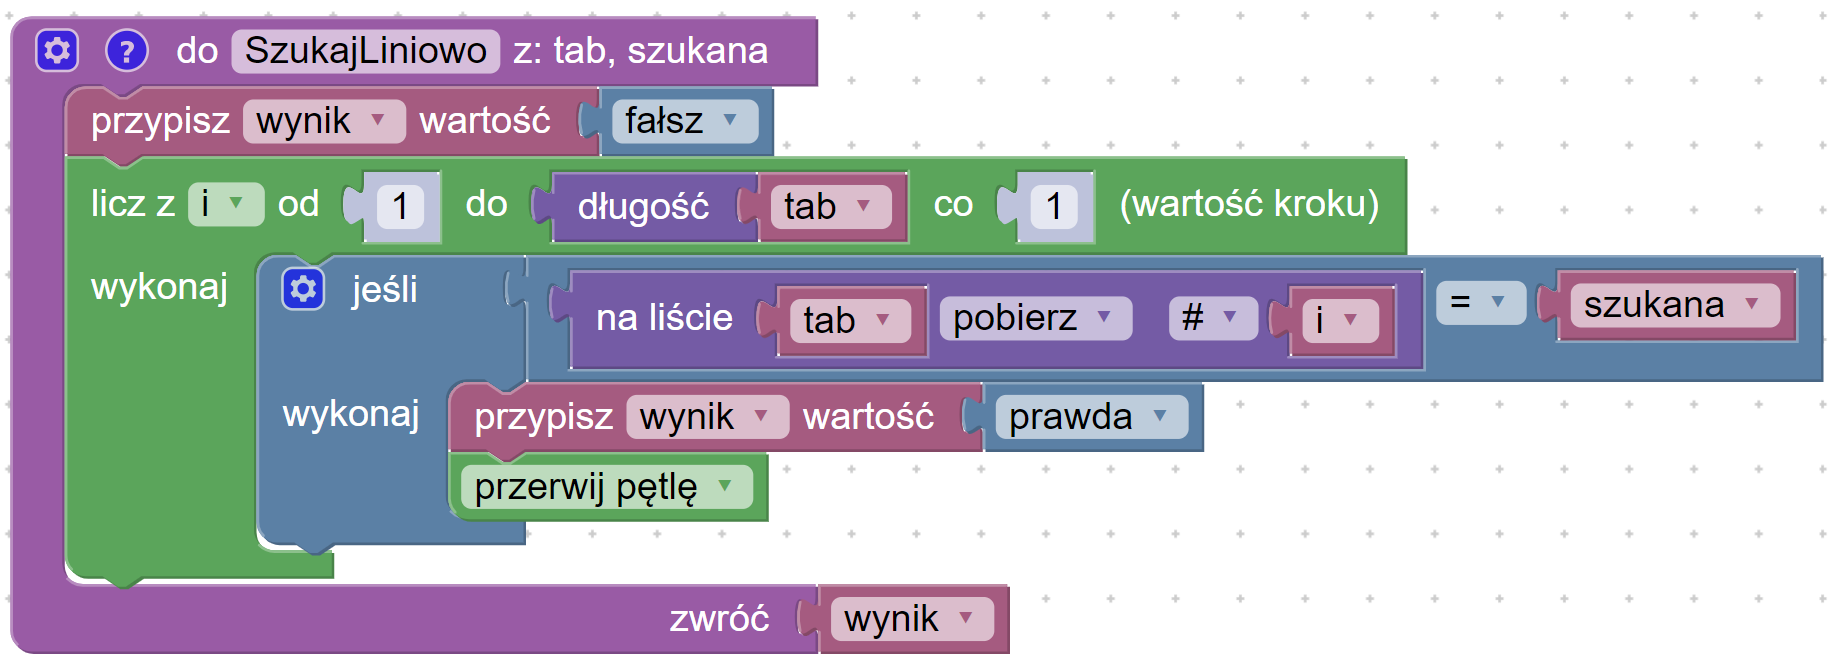 ? do SzukajLiniowo z: tab, szukana
przypisz wynik wartość fałsz
licz z i od 1 do długość tab co 1 (wartość kroku)
wykonaj jeśli na liście tab pobierz # i = szukana
wykonaj przypisz wynik wartość prawda
przerwij pętlę
zwróć wynik